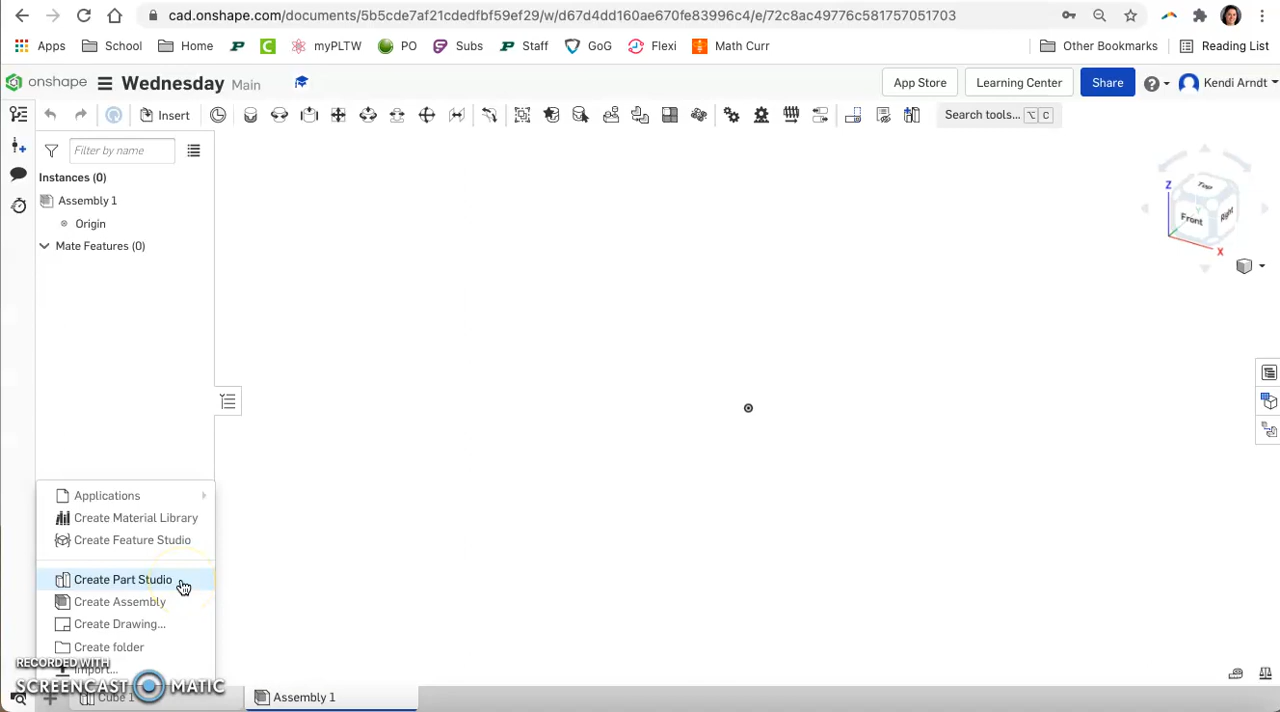 cad.onshape.com/documents/5b5cde7af21cdedfbf59ef29/w/d67d4dd160ae670fe83996c4/e/72c8ac49776c581757051703
Apps School Home myPLTW PO Subs Staff GoG Flexi Math Curr Other Bookmarks Reading List
onshape Wednesday Main App Store Learning Center Share Kendi Arndt
Insert Search tools... ⌥ C
Filter by name
Instances (0)
Assembly 1
Origin
Mate Features (0)
Top
Z
Front
Right
X
Applications
Create Material Library
Create Feature Studio
Create Part Studio
Create Assembly
Create Drawing...
Create folder
Import...
RECORDED WITH
SCREENCAST MATIC
Cube 1 Assembly 1